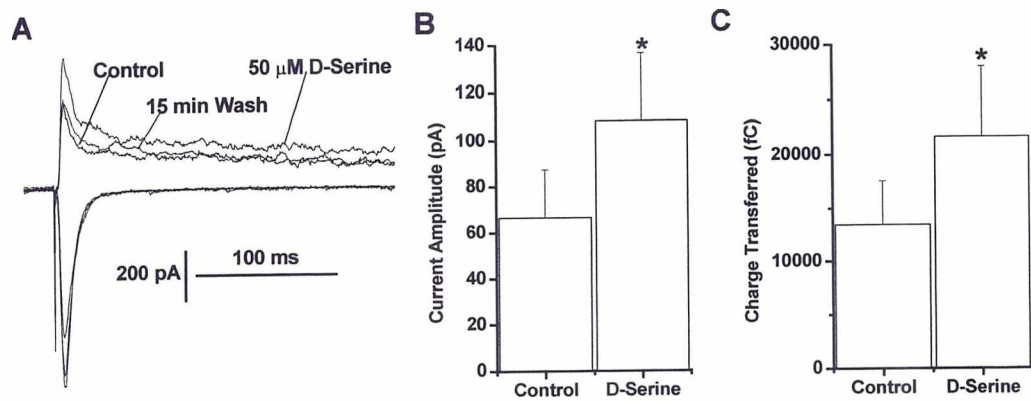 A
Control
50 µM D-Serine
15 min Wash
200 pA
100 ms
B
Current Amplitude (pA)
140
120
100
80
60
40
20
0
*
Control
D-Serine
C
Charge Transferred (fC)
30000
20000
10000
0
*
Control
D-Serine